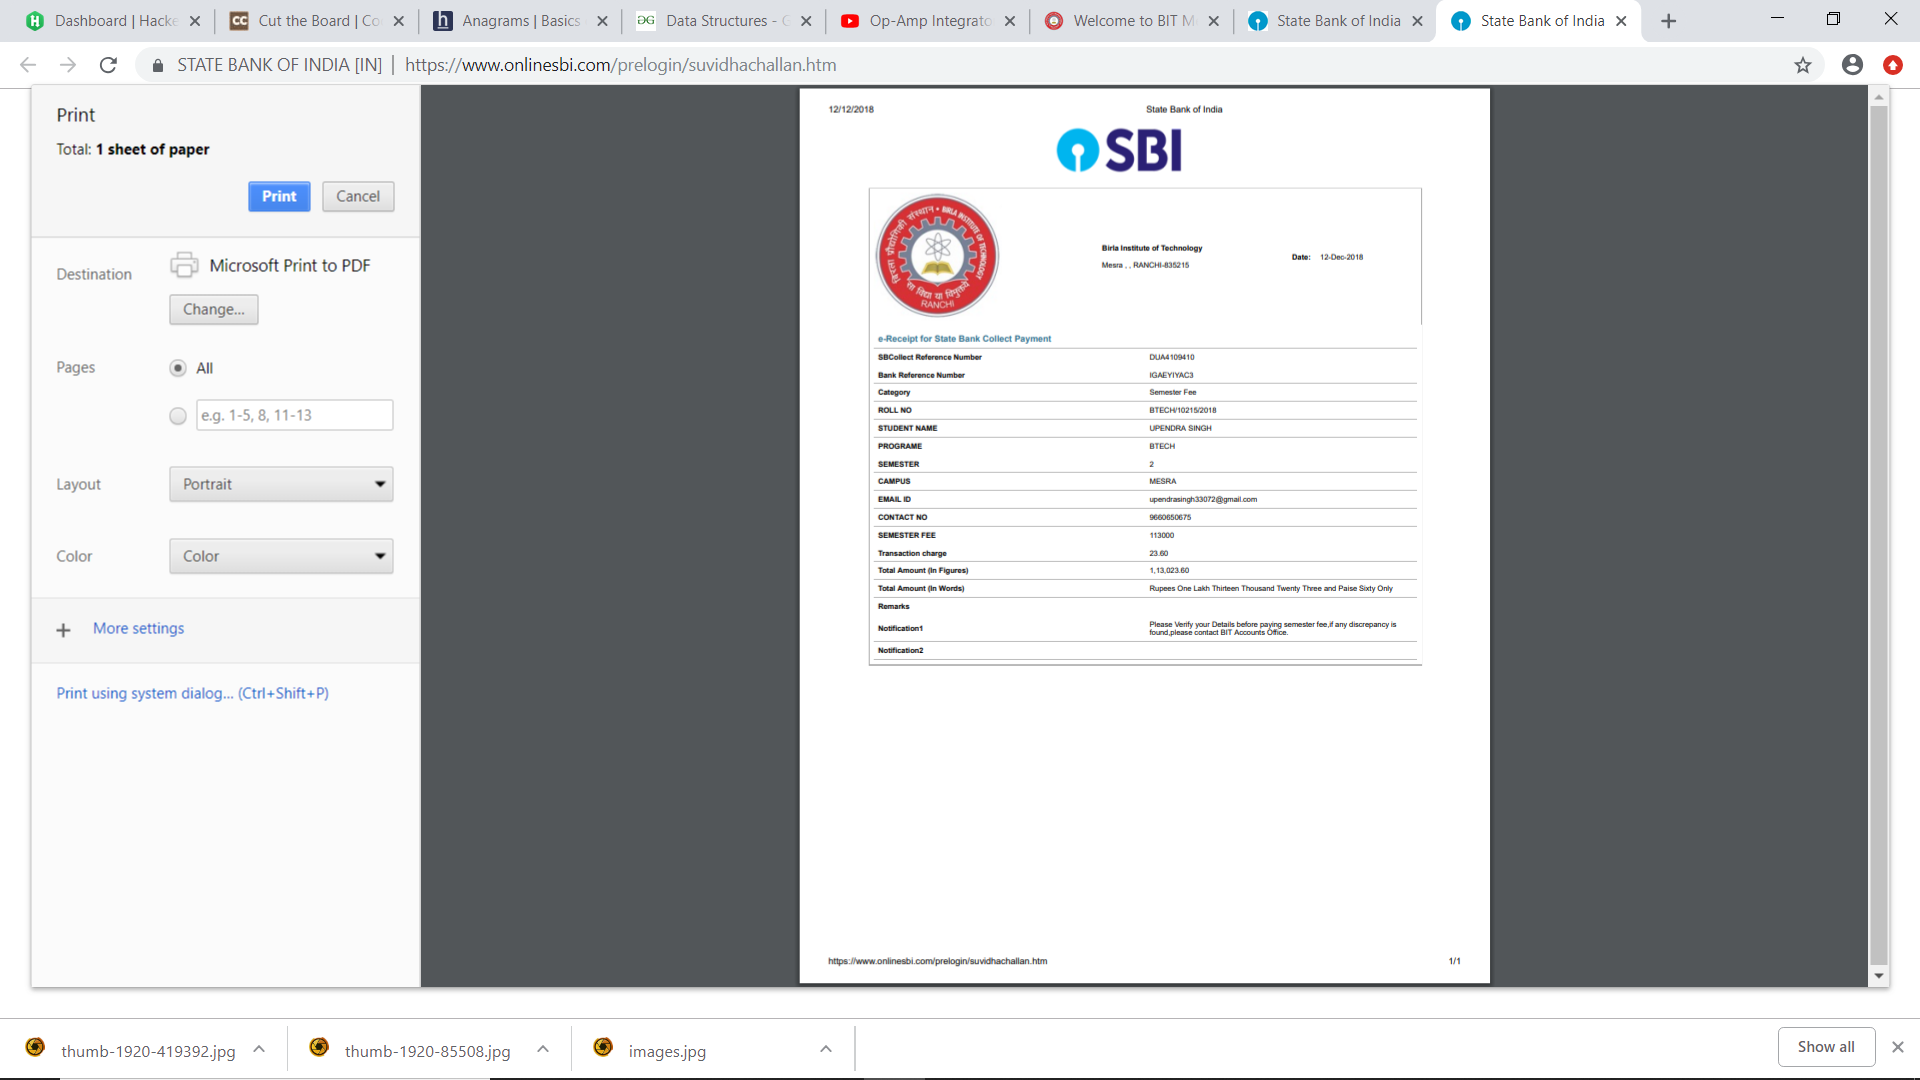 Dashboard | Hacke
Cut the Board | Co
Anagrams | Basics
Data Structures - G
Op-Amp Integrato
Welcome to BIT M
State Bank of India
State Bank of India
STATE BANK OF INDIA [IN] | https://www.onlinesbi.com/prelogin/suvidhachallan.htm
Print
Total: 1 sheet of paper
Print Cancel
Destination Microsoft Print to PDF
Change...
Pages All
e.g. 1-5, 8, 11-13
Layout Portrait
Color Color
+ More settings
Print using system dialog... (Ctrl+Shift+P)
12/12/2018 State Bank of India
SBI
बिरला प्रौद्योगिकी संस्थान • BIRLA INSTITUTE OF TECHNOLOGY
सा विद्या या विमुक्तये
RANCHI
Birla Institute of Technology
Mesra , , RANCHI-835215
Date: 12-Dec-2018
e-Receipt for State Bank Collect Payment
SBCollect Reference Number DUA4109410
Bank Reference Number IGAEYIYAC3
Category Semester Fee
ROLL NO BTECH/10215/2018
STUDENT NAME UPENDRA SINGH
PROGRAME BTECH
SEMESTER 2
CAMPUS MESRA
EMAIL ID upendrasingh33072@gmail.com
CONTACT NO 9660650675
SEMESTER FEE 113000
Transaction charge 23.60
Total Amount (In Figures) 1,13,023.60
Total Amount (In Words) Rupees One Lakh Thirteen Thousand Twenty Three and Paise Sixty Only
Remarks
Notification1 Please Verify your Details before paying semester fee,if any discrepancy is
found,please contact BIT Accounts Office.
Notification2
https://www.onlinesbi.com/prelogin/suvidhachallan.htm 1/1
thumb-1920-419392.jpg
thumb-1920-85508.jpg
images.jpg
Show all